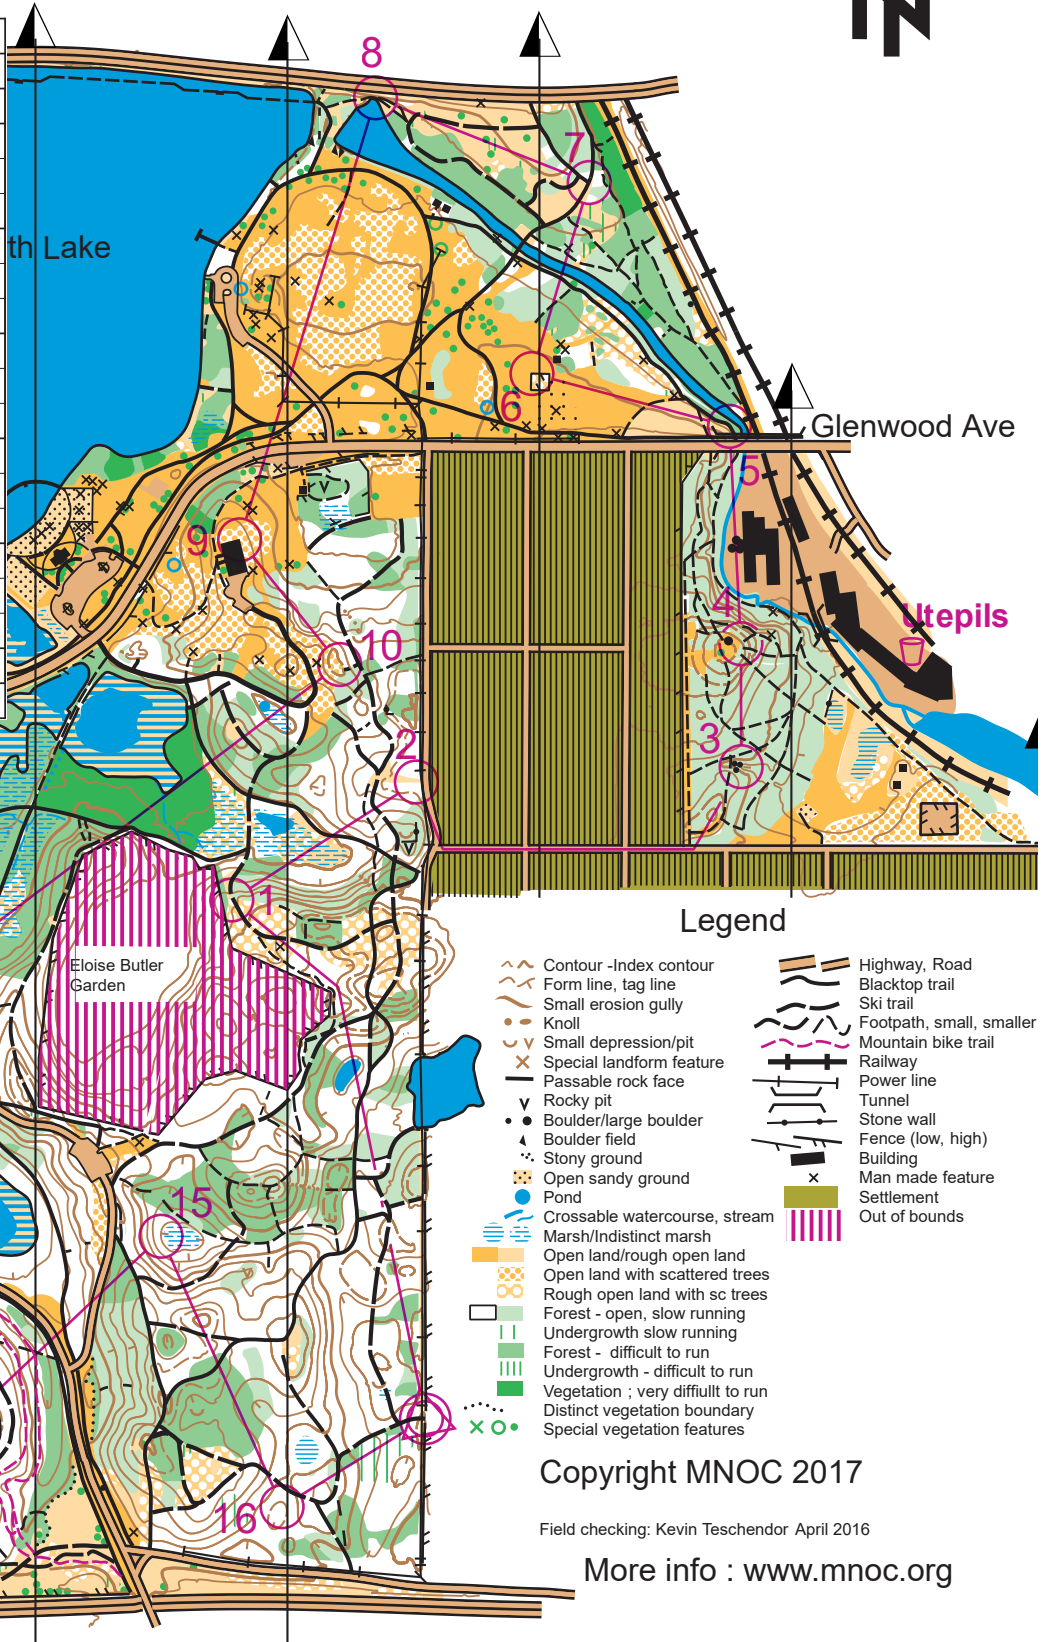 N
8
7
th Lake
6
Glenwood Ave
5
9
4
Utepils
10
3
2
1
Eloise Butler
Garden
15
16
Legend
Contour -Index contour
Form line, tag line
Small erosion gully
Knoll
Small depression/pit
Special landform feature
Passable rock face
Rocky pit
Boulder/large boulder
Boulder field
Stony ground
Open sandy ground
Pond
Crossable watercourse, stream
Marsh/Indistinct marsh
Open land/rough open land
Open land with scattered trees
Rough open land with sc trees
Forest - open, slow running
Undergrowth slow running
Forest - difficult to run
Undergrowth - difficult to run
Vegetation ; very diffiullt to run
Distinct vegetation boundary
Special vegetation features
Highway, Road
Blacktop trail
Ski trail
Footpath, small, smaller
Mountain bike trail
Railway
Power line
Tunnel
Stone wall
Fence (low, high)
Building
Man made feature
Settlement
Out of bounds
Copyright MNOC 2017
Field checking: Kevin Teschendor April 2016
More info : www.mnoc.org